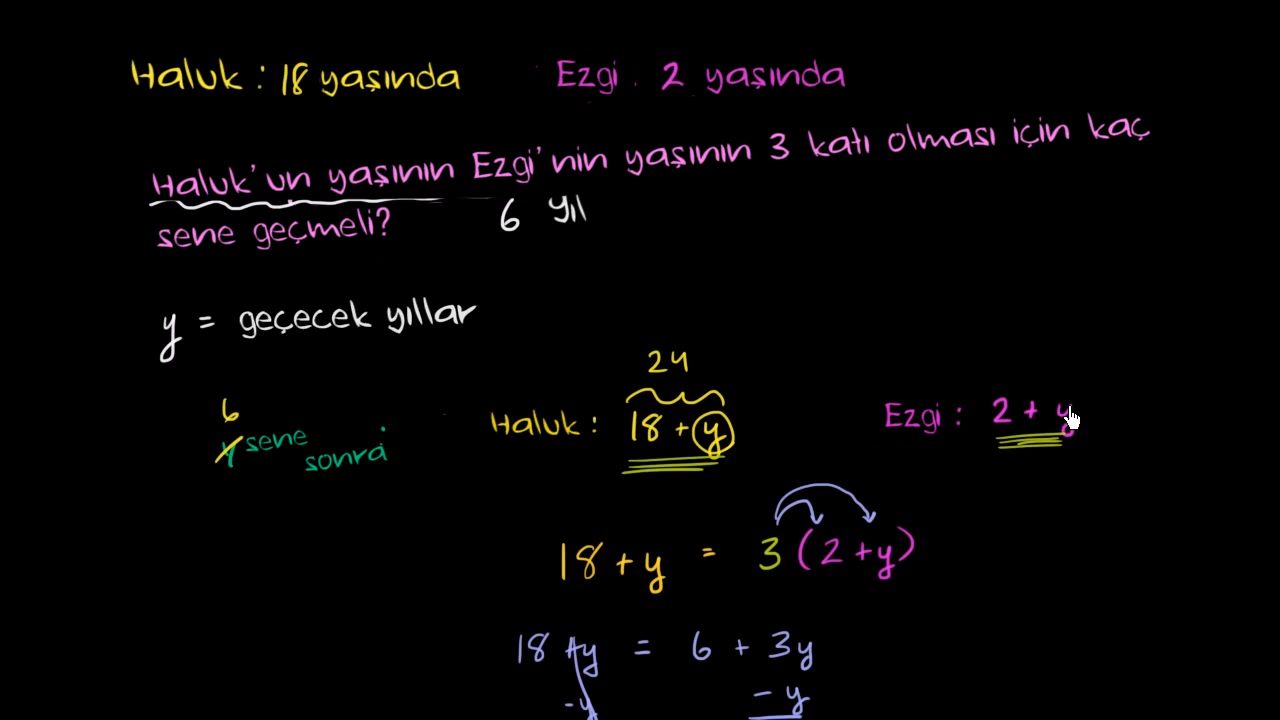 Haluk : 18 yaşında Ezgi : 2 yaşında
Haluk'un yaşının Ezgi'nin yaşının 3 katı olması için kaç
sene geçmeli? 6 yıl
y = geçecek yıllar
24
6
Haluk : 18 + y Ezgi : 2 + y
y sene
sonra
18 + y = 3 (2 + y)
18 + y = 6 + 3y
-y - y